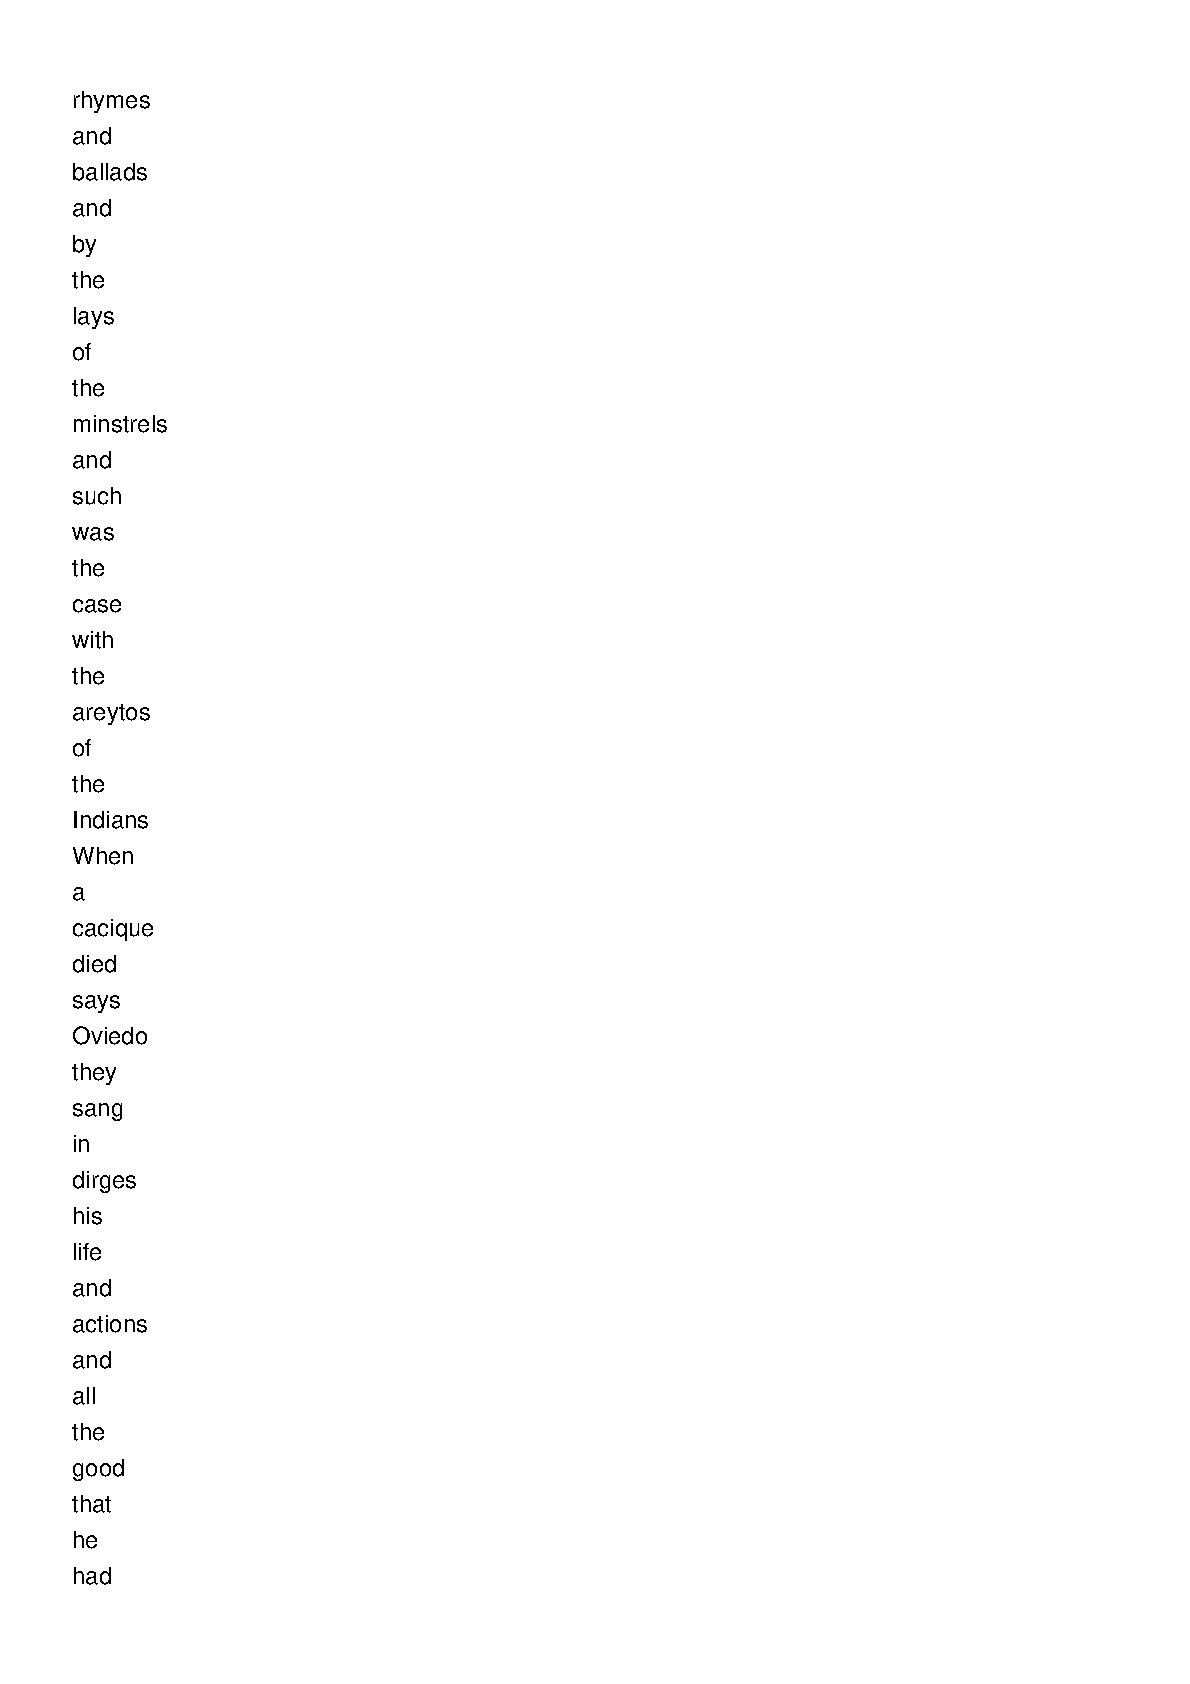 rhymes
and
ballads
and
by
the
lays
of
the
minstrels
and
such
was
the
case
with
the
areytos
of
the
Indians
When
a
cacique
died
says
Oviedo
they
sang
in
dirges
his
life
and
actions
and
all
the
good
that
he
had